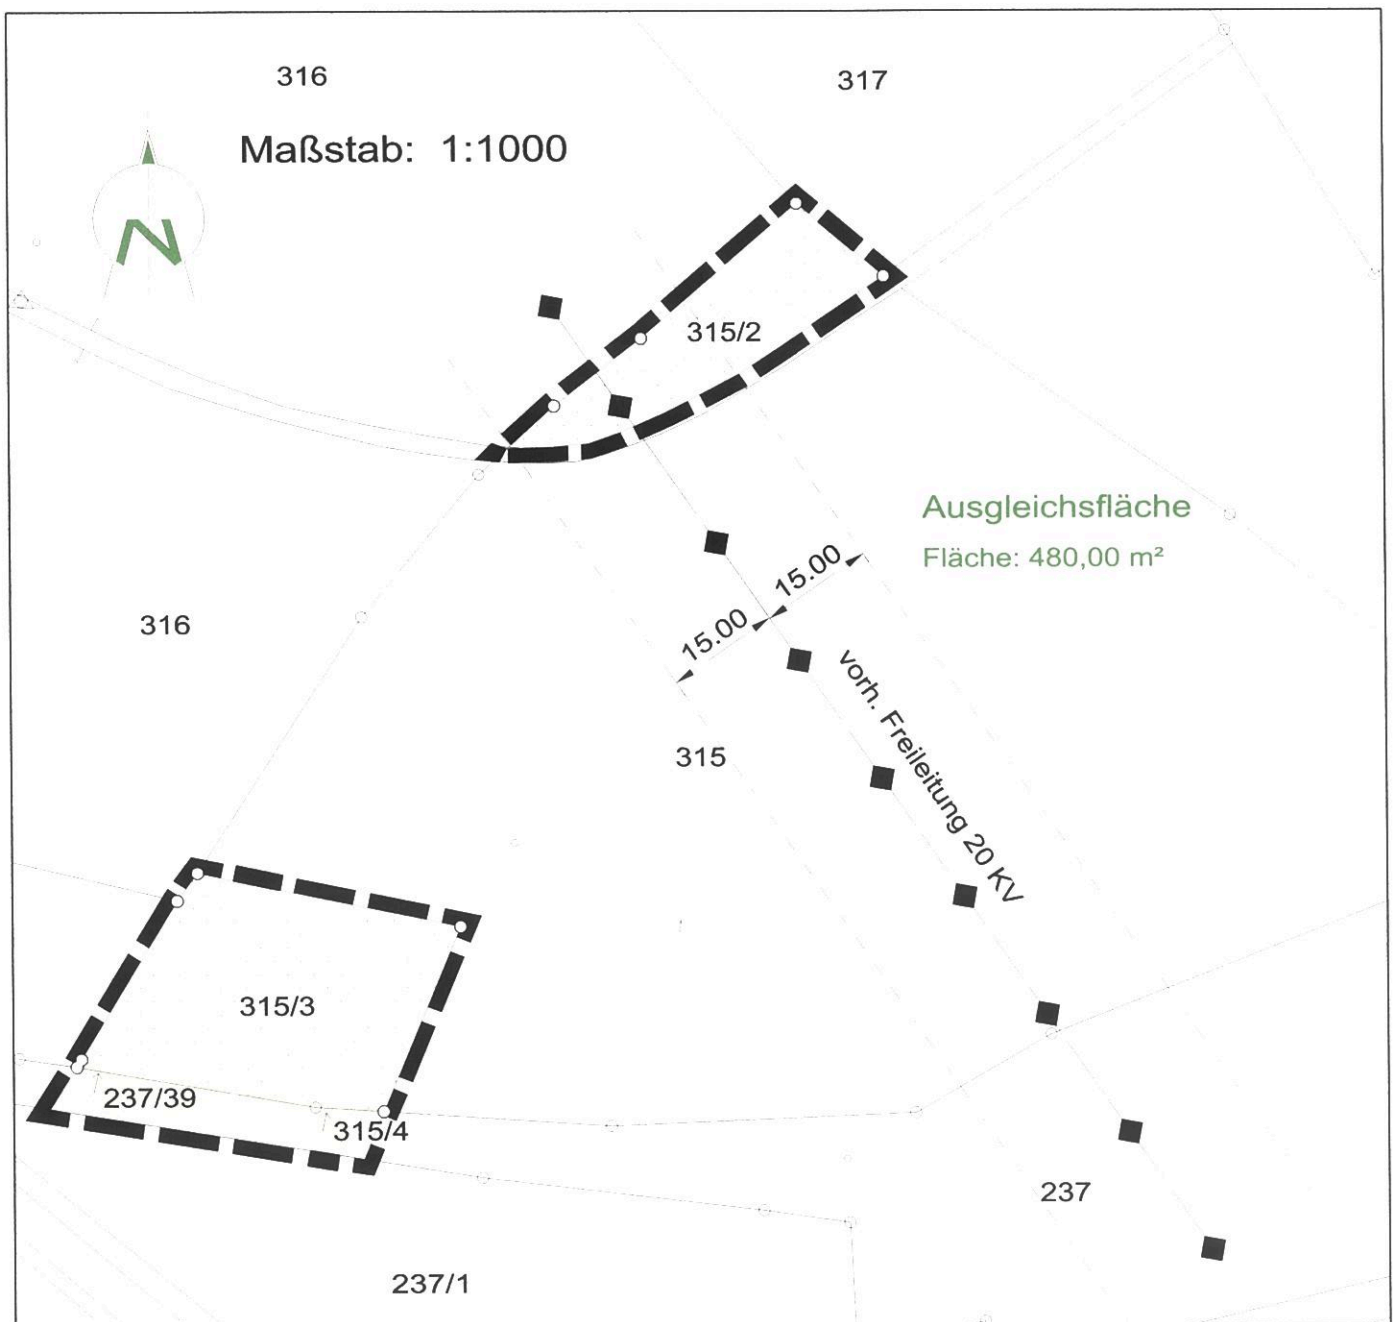 316
317
Maßstab: 1:1000
N
315/2
Ausgleichsfläche
Fläche: 480,00 m²
15.00
15.00
316
vorh. Freileitung 20 KV
315
315/3
237/39
315/4
237
237/1